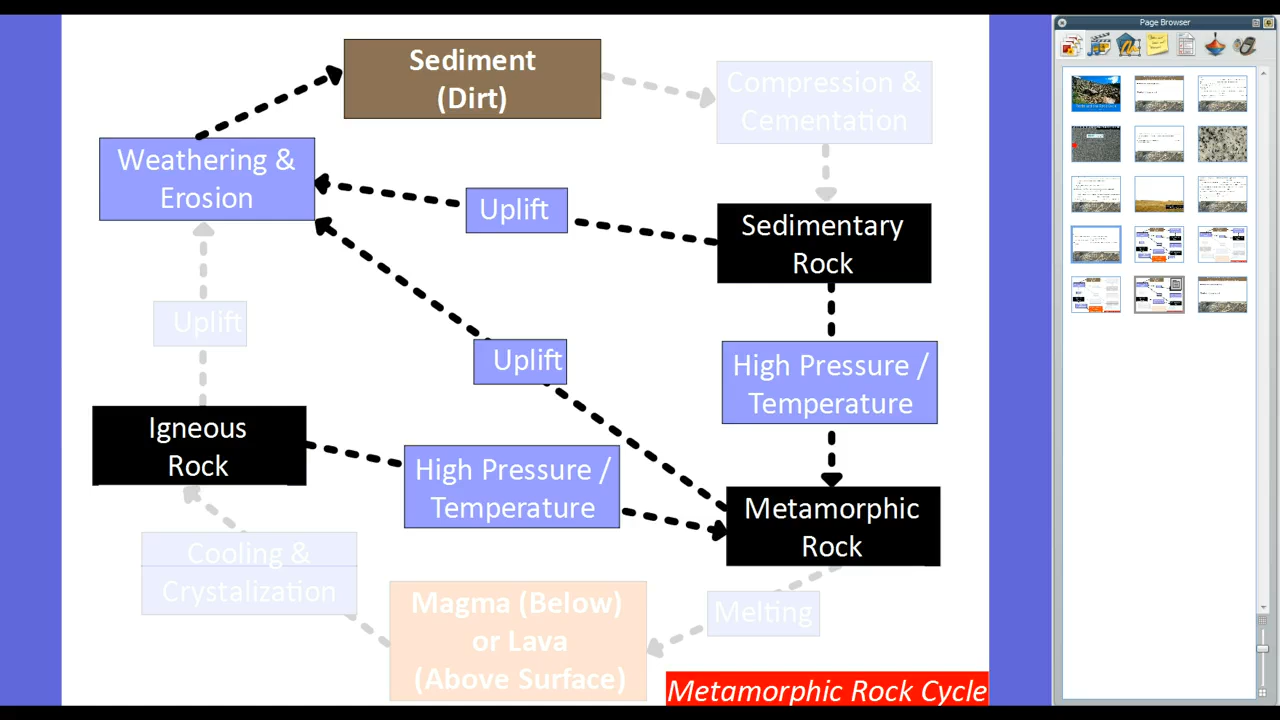 Page Browser
Sediment
(Dirt)
Compression &
Cementation
Weathering &
Erosion
Uplift
Sedimentary
Rock
Uplift
Uplift
High Pressure /
Temperature
Igneous
Rock
High Pressure /
Temperature
Metamorphic
Rock
Cooling &
Crystalization
Magma (Below)
or Lava
(Above Surface)
Melting
Metamorphic Rock Cycle